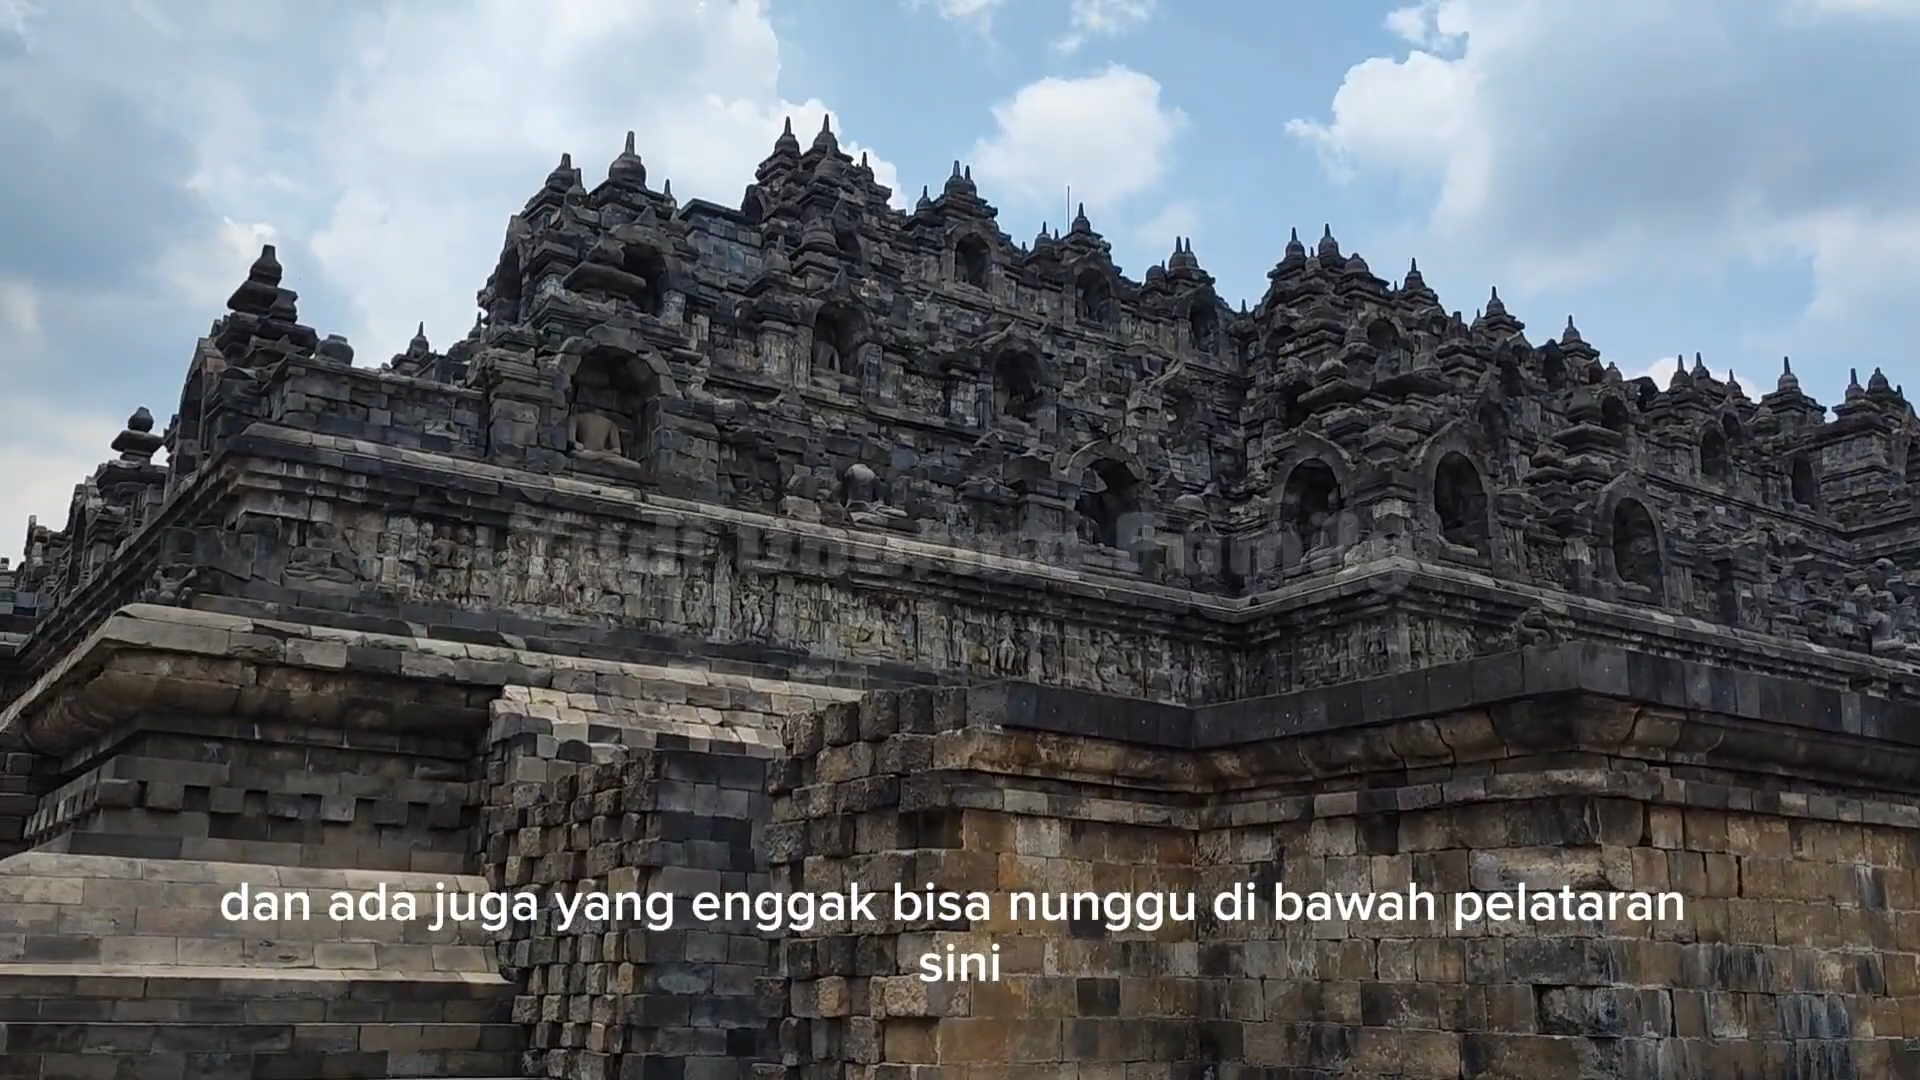 dan ada juga yang enggak bisa nunggu di bawah pelataran
sini